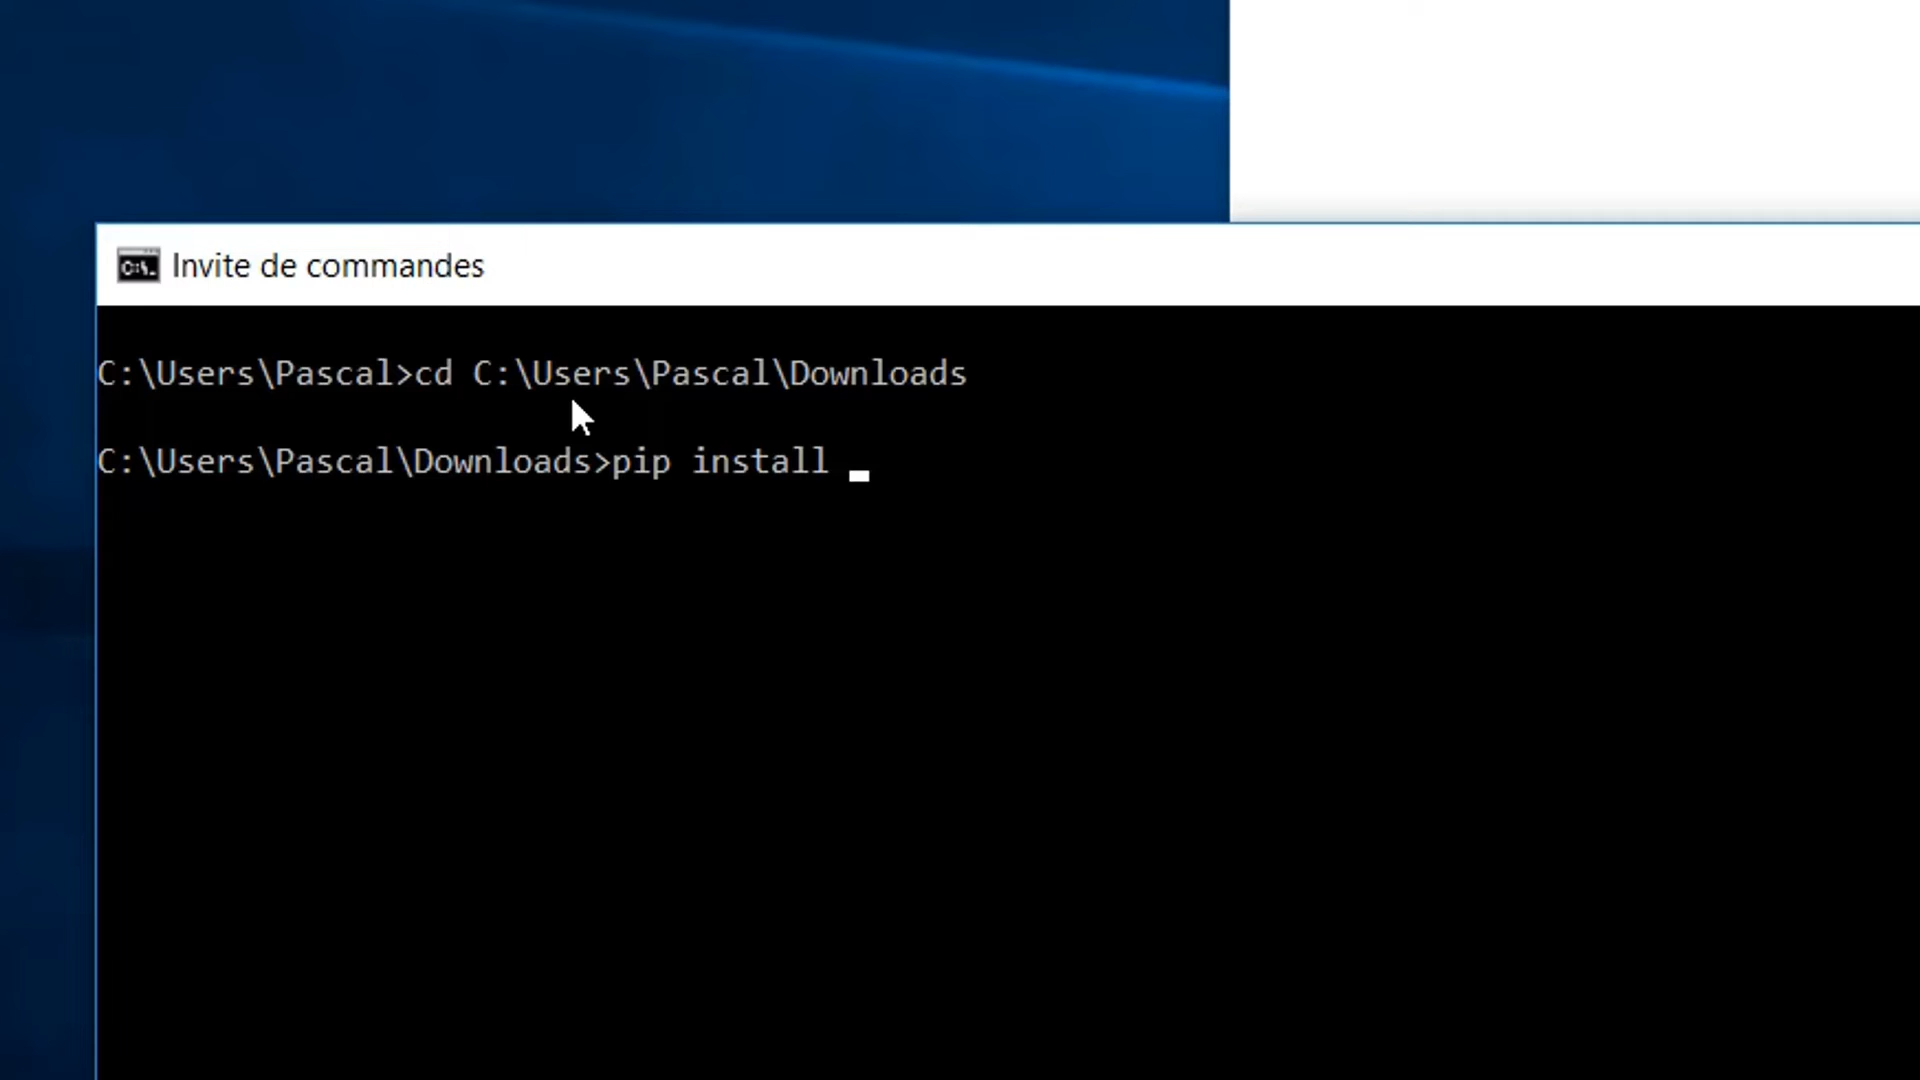 Invite de commandes
C:\Users\Pascal>cd C:\Users\Pascal\Downloads
C:\Users\Pascal\Downloads>pip install